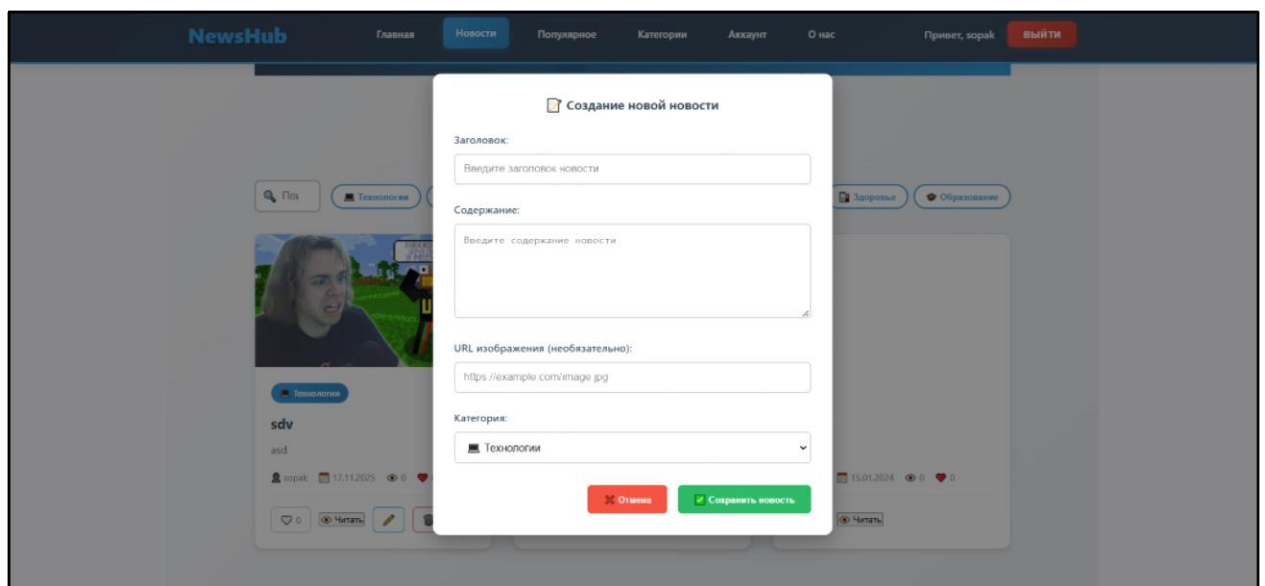 NewsHub
Главная
Новости
Популярное
Категории
Аккаунт
О нас
Привет, sopak
ВЫЙТИ
Создание новой новости
Заголовок:
Введите заголовок новости
Технологии
Здоровье
Образование
Содержание:
Введите содержание новости
URL изображения (необязательно):
https://example.com/image.jpg
Технологии
sdv
asd
Категория:
Технологии
sopak 17.11.2025 0
15.01.2024 0 0
Отмена
Сохранить новость
0 Читать
Читать